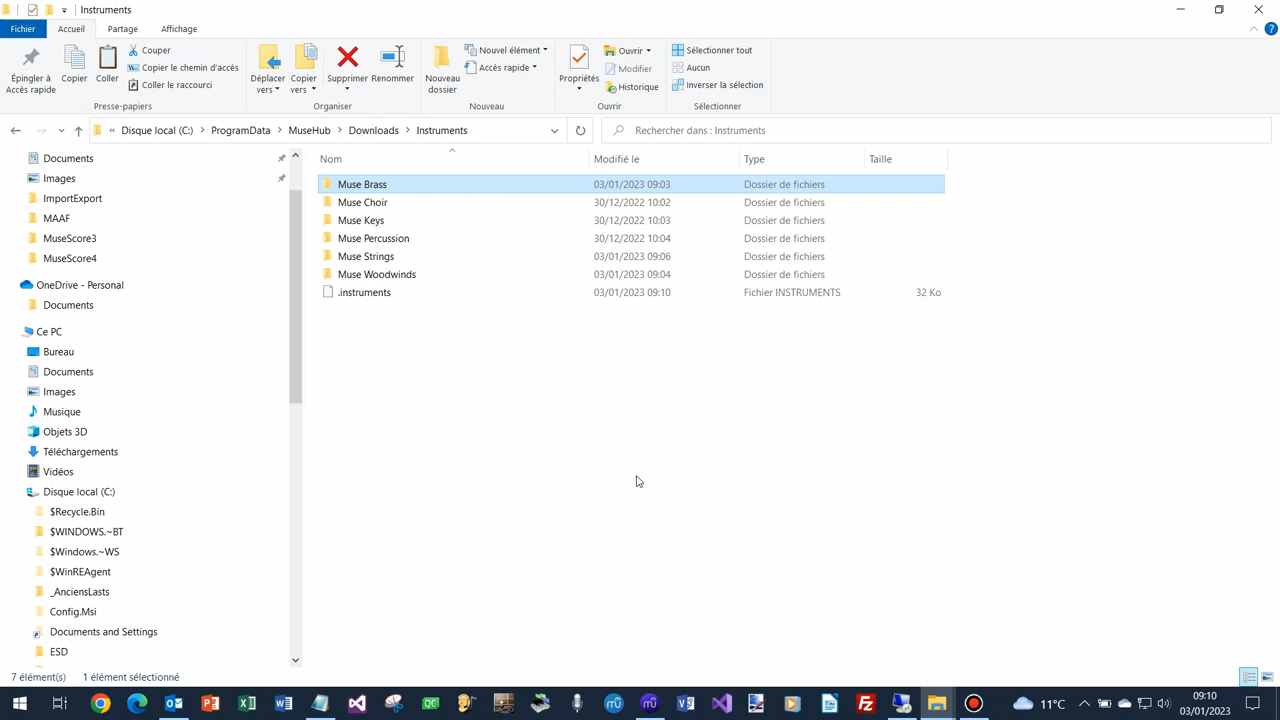 Instruments
Fichier Accueil Partage Affichage
Épingler à Accès rapide
Copier
Coller
Couper
Copier le chemin d'accès
Coller le raccourci
Presse-papiers
Déplacer vers
Copier vers
Supprimer
Renommer
Organiser
Nouveau dossier
Nouvel élément
Accès rapide
Nouveau
Propriétés
Ouvrir
Modifier
Historique
Ouvrir
Sélectionner tout
Aucun
Inverser la sélection
Sélectionner
« Disque local (C:) > ProgramData > MuseHub > Downloads > Instruments
Rechercher dans : Instruments
Documents
Images
ImportExport
MAAF
MuseScore3
MuseScore4
OneDrive - Personal
Documents
Ce PC
Bureau
Documents
Images
Musique
Objets 3D
Téléchargements
Vidéos
Disque local (C:)
$Recycle.Bin
$WINDOWS.~BT
$Windows.~WS
$WinREAgent
_AnciensLasts
Config.Msi
Documents and Settings
ESD
Nom Modifié le Type Taille
Muse Brass 03/01/2023 09:03 Dossier de fichiers
Muse Choir 30/12/2022 10:02 Dossier de fichiers
Muse Keys 30/12/2022 10:03 Dossier de fichiers
Muse Percussion 30/12/2022 10:04 Dossier de fichiers
Muse Strings 03/01/2023 09:06 Dossier de fichiers
Muse Woodwinds 03/01/2023 09:04 Dossier de fichiers
.instruments 03/01/2023 09:10 Fichier INSTRUMENTS 32 Ko
7 élément(s) 1 élément sélectionné
11°C
09:10
03/01/2023